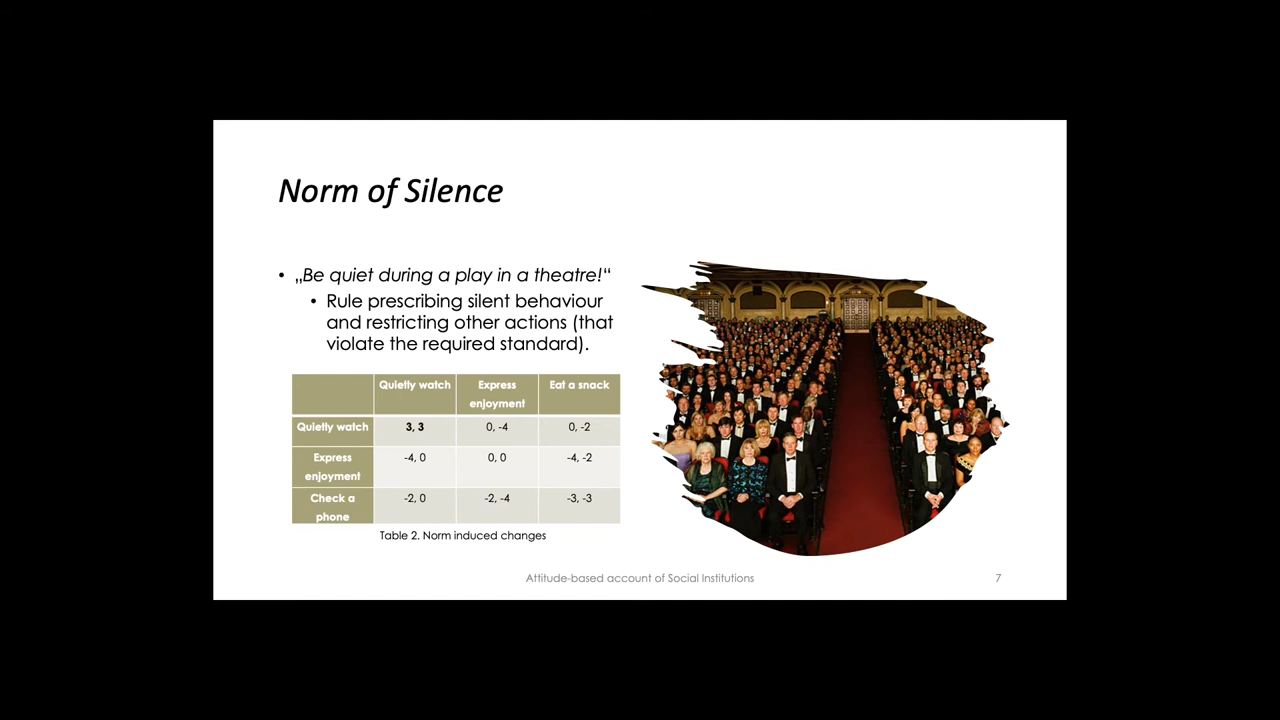 Norm of Silence
• „Be quiet during a play in a theatre!“
• Rule prescribing silent behaviour
and restricting other actions (that
violate the required standard).
Quietly watch Express enjoyment Eat a snack
Quietly watch 3, 3 0, -4 0, -2
Express enjoyment -4, 0 0, 0 -4, -2
Check a phone -2, 0 -2, -4 -3, -3
Table 2. Norm induced changes
Attitude-based account of Social Institutions 7